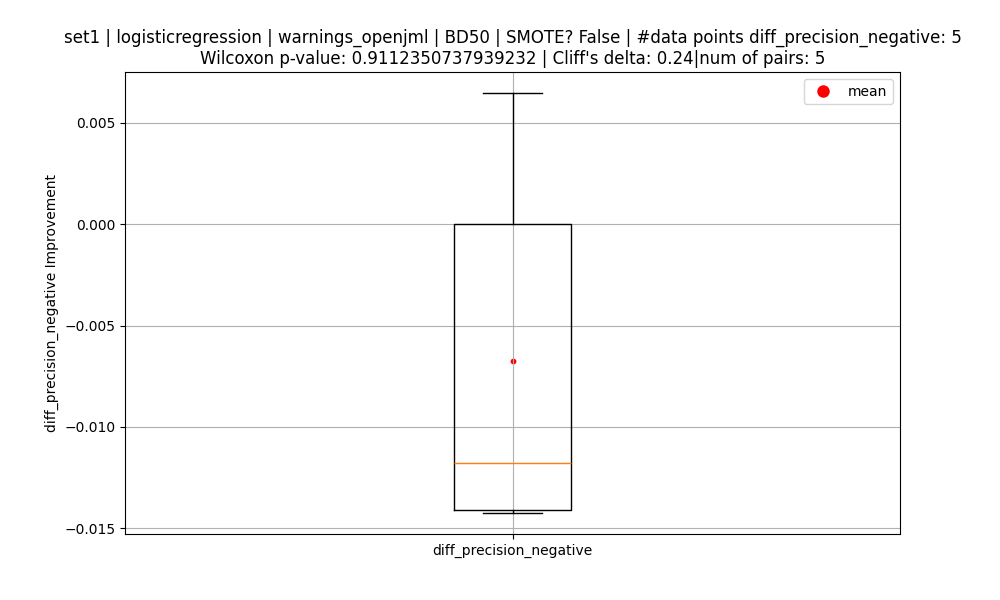 set1 | logisticregression | warnings_openjml | BD50 | SMOTE? False | #data points diff_precision_negative: 5
Wilcoxon p-value: 0.9112350737939232 | Cliff's delta: 0.24|num of pairs: 5
mean
0.005
0.000
−0.005
−0.010
−0.015
diff_precision_negative Improvement
diff_precision_negative